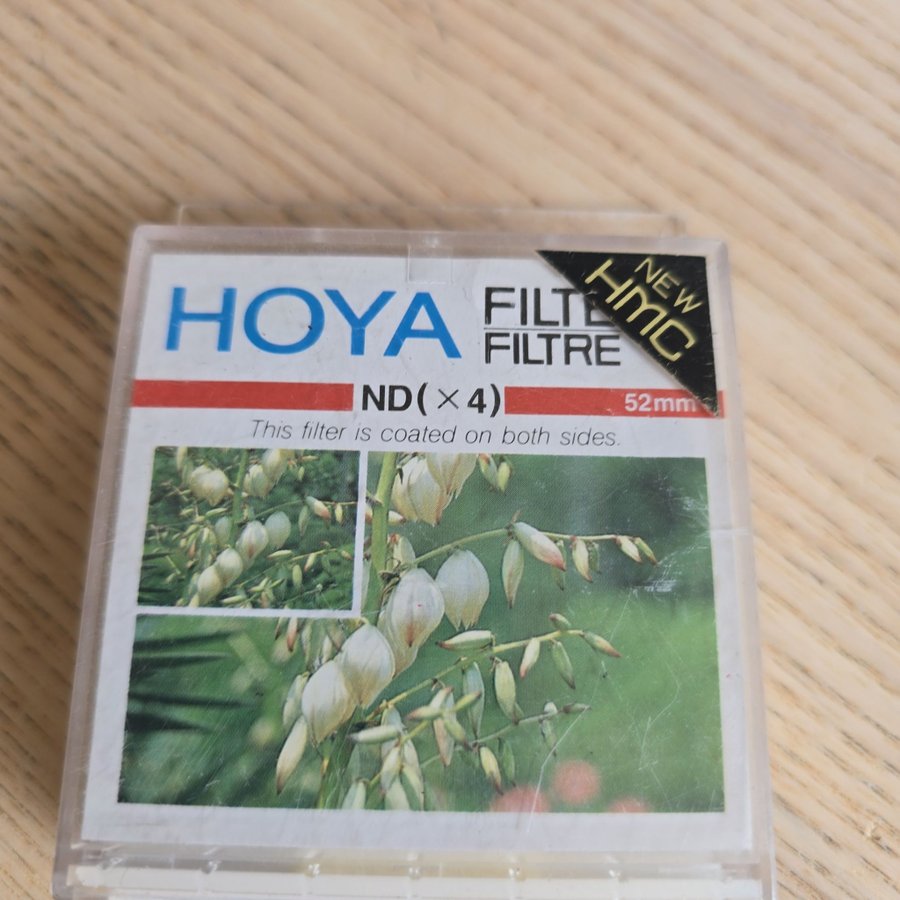 HOYA
FILTE
FILTRE
NEW
HMC
ND(×4)
52mm
This filter is coated on both sides.